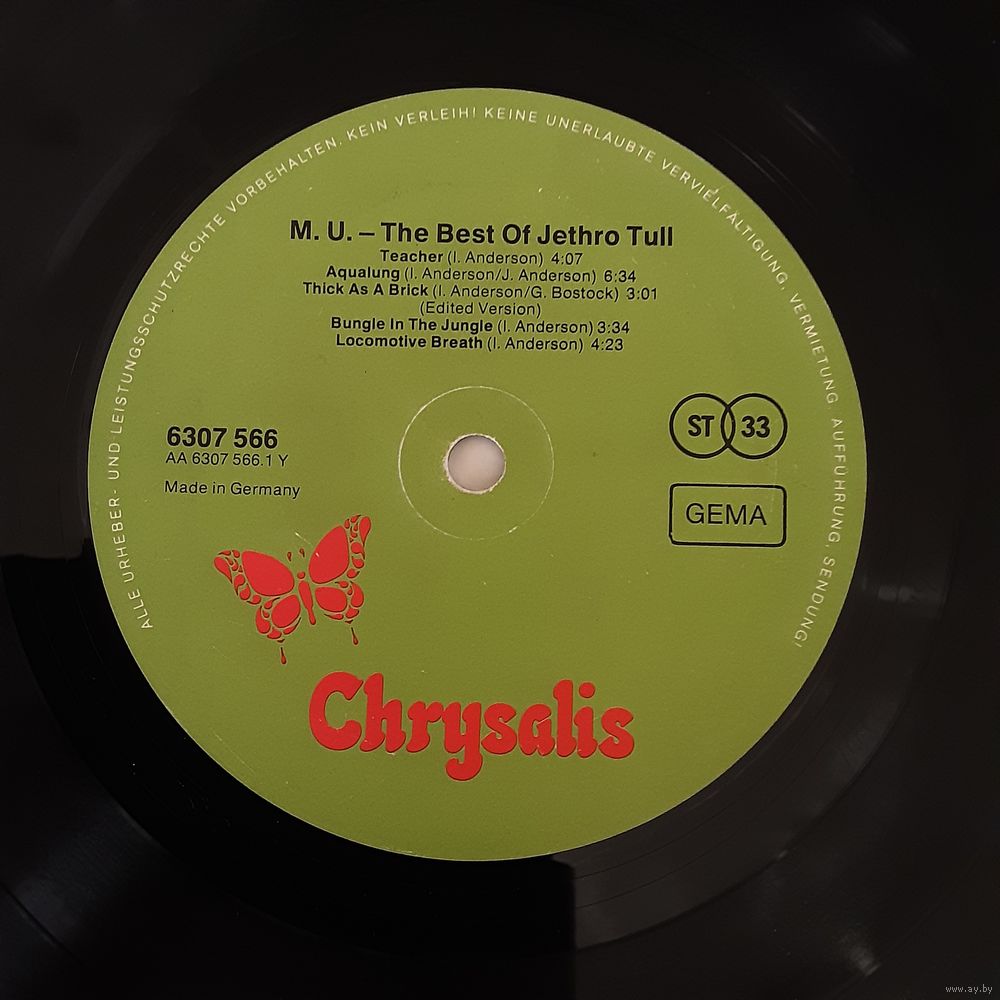 ALLE URHEBER- UND LEISTUNGSSCHUTZRECHTE VORBEHALTEN. KEIN VERLEIH! KEINE UNERLAUBTE VERVIELFÄLTIGUNG, VERMIETUNG, AUFFÜHRUNG, SENDUNG!
M. U. – The Best Of Jethro Tull
Teacher (I. Anderson) 4:07
Aqualung (I. Anderson/J. Anderson) 6:34
Thick As A Brick (I. Anderson/G. Bostock) 3:01
(Edited Version)
Bungle In The Jungle (I. Anderson) 3:34
Locomotive Breath (I. Anderson) 4:23
6307 566
AA 6307 566.1 Y
Made in Germany
ST 33
GEMA
Chrysalis
www.ay.by